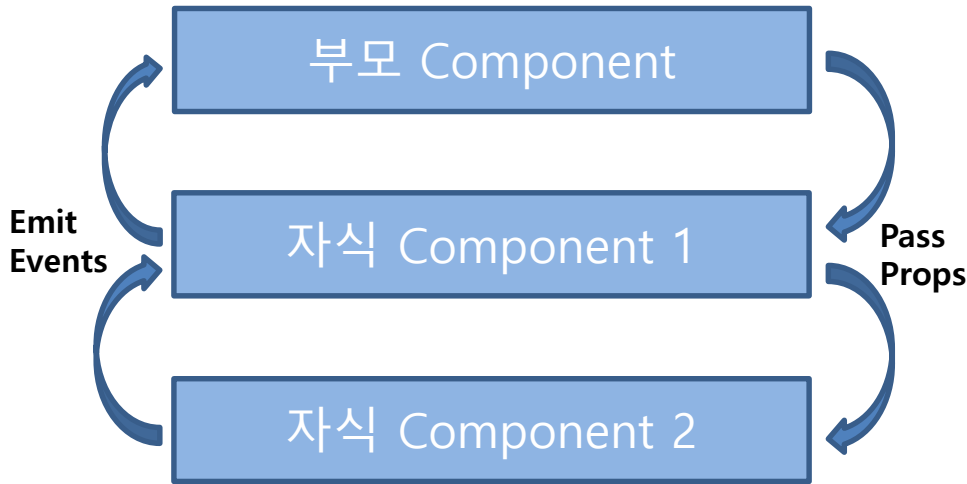 부모 Component
자식 Component 1
Emit
Events
Pass
Props
자식 Component 2